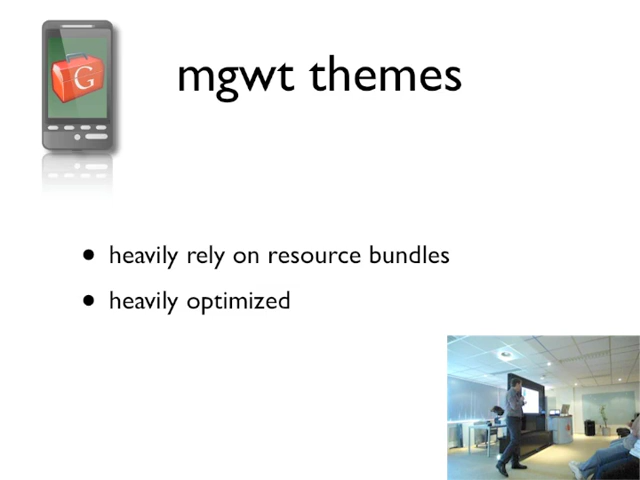 G
mgwt themes
• heavily rely on resource bundles
• heavily optimized